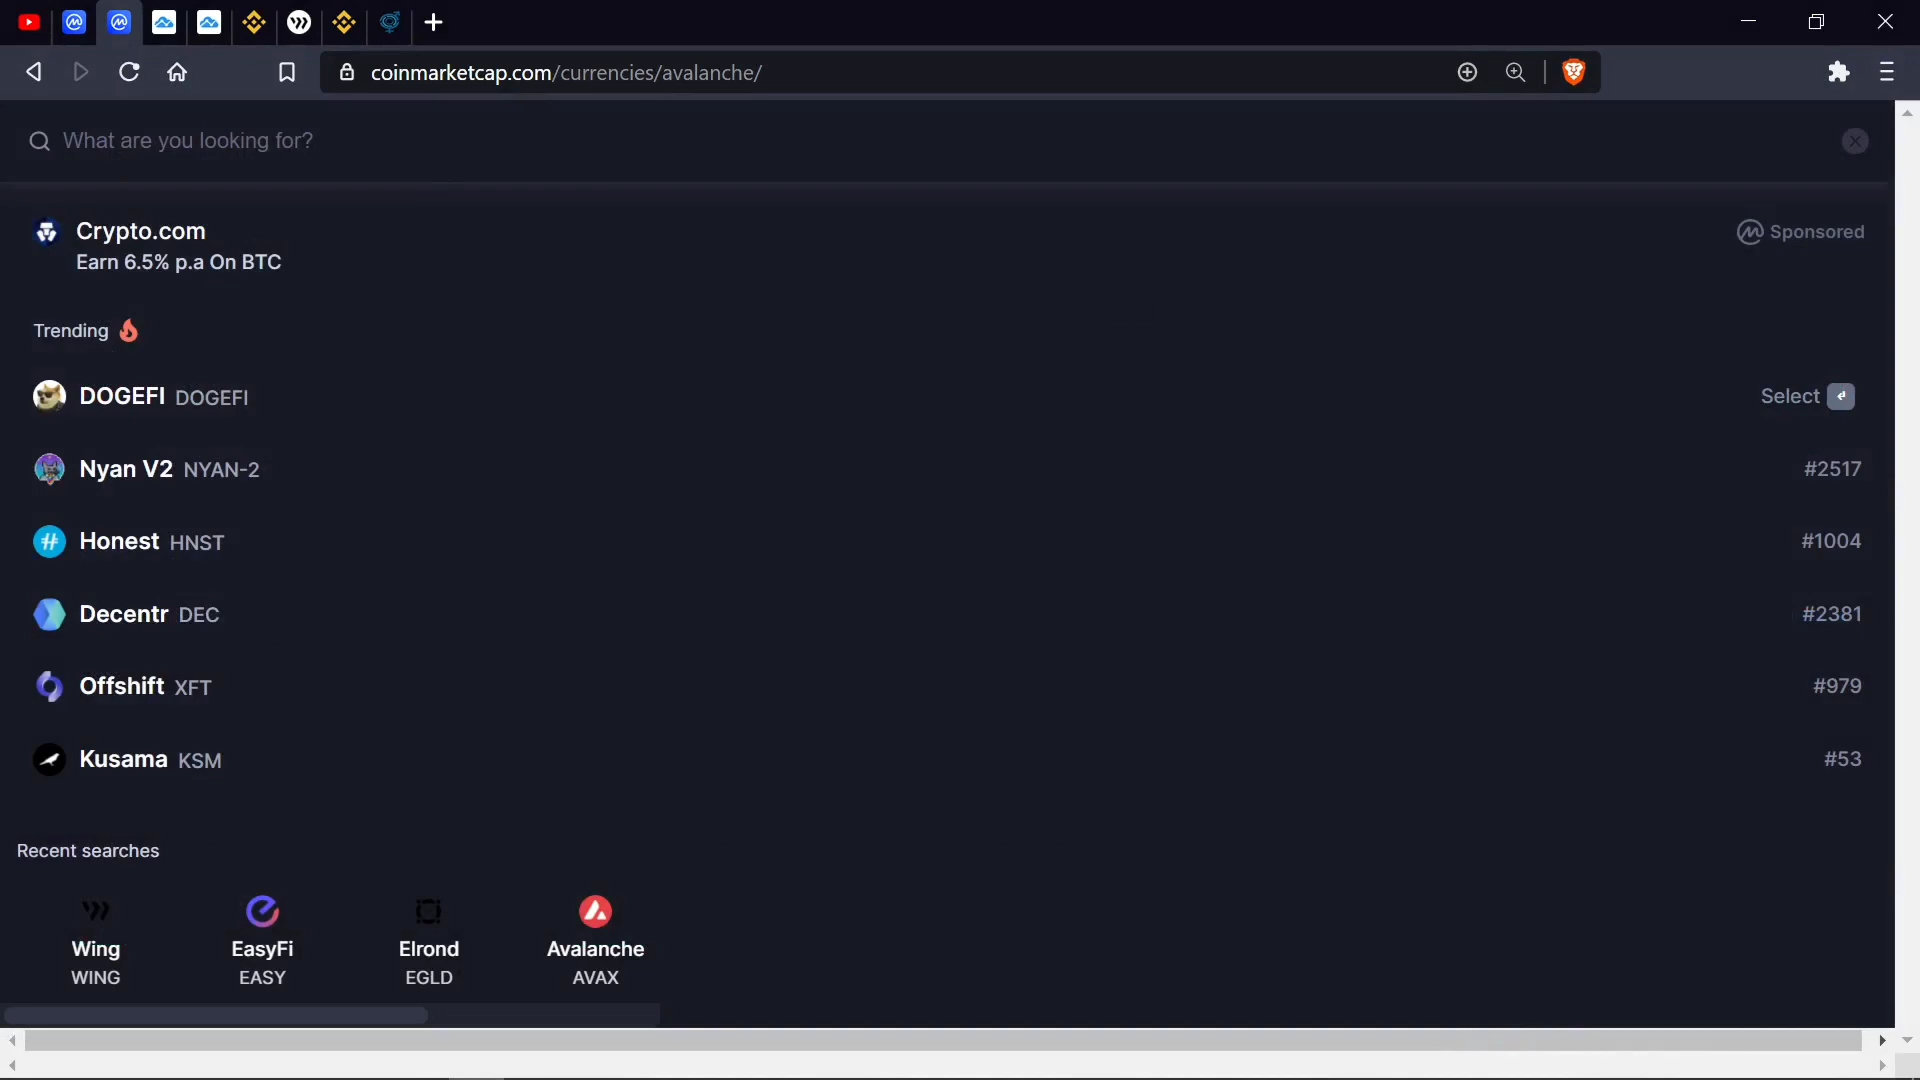 coinmarketcap.com/currencies/avalanche/
What are you looking for?
Crypto.com
Sponsored
Earn 6.5% p.a On BTC
Trending
DOGEFI DOGEFI
Select
Nyan V2 NYAN-2
#2517
Honest HNST
#1004
Decentr DEC
#2381
Offshift XFT
#979
Kusama KSM
#53
Recent searches
Wing
EasyFi
Elrond
Avalanche
WING
EASY
EGLD
AVAX